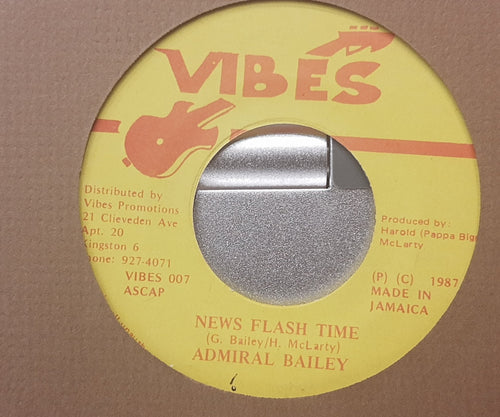 VIBES
Distributed by
Vibes Promotions
21 Clieveden Ave
Apt. 20
Kingston 6
hone: 927-4071
VIBES 007
ASCAP
Produced by:
Harold (Pappa Big
McLarty
(P) (C) 1987
MADE IN
JAMAICA
NEWS FLASH TIME
(G. Bailey/H. McLarty)
ADMIRAL BAILEY